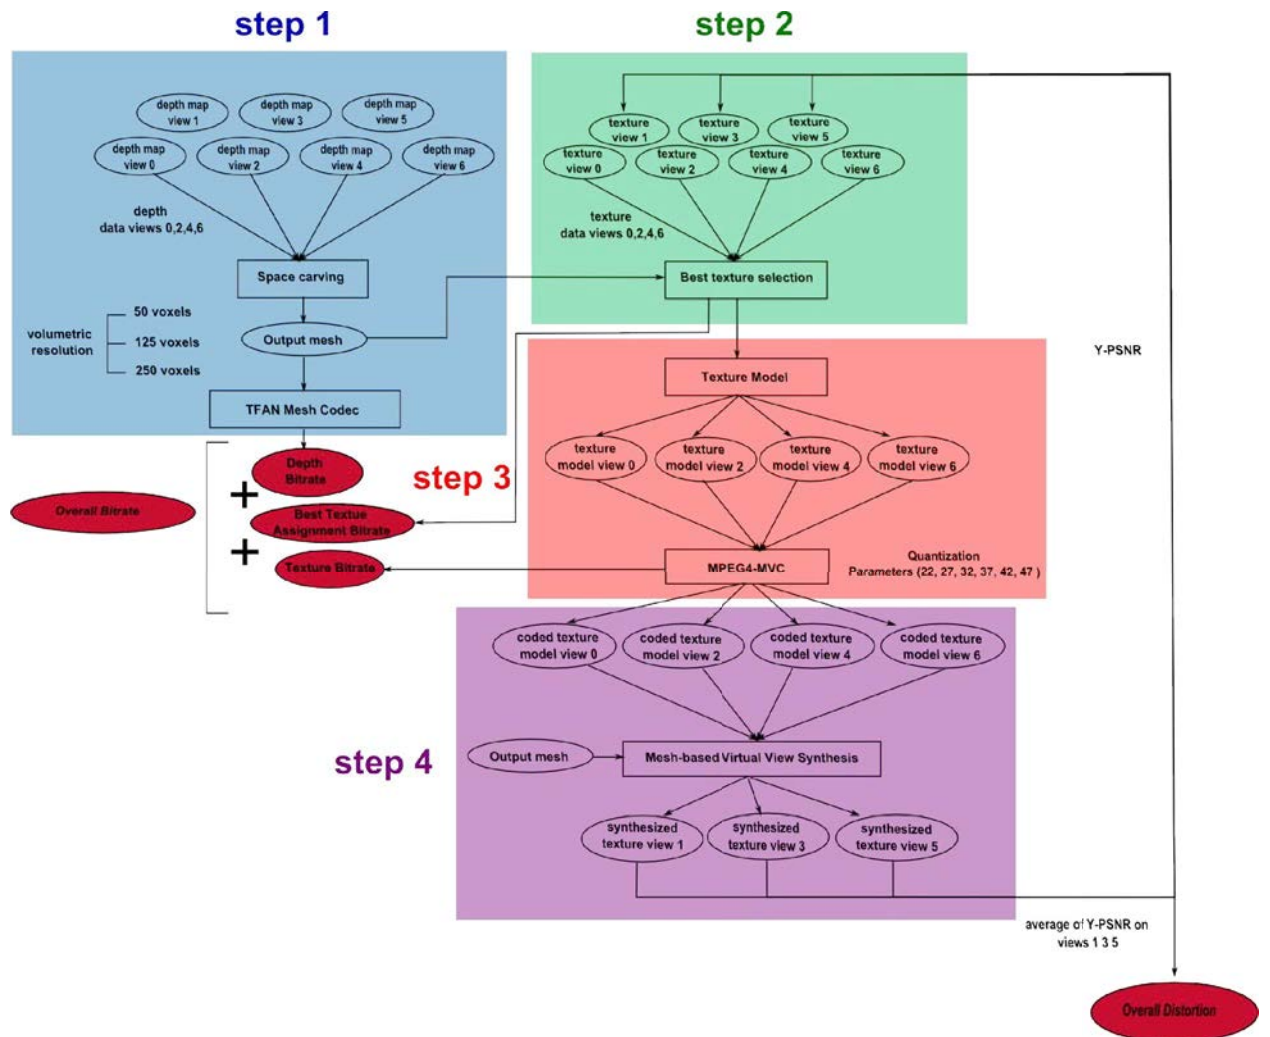 step 1
step 2
depth map
view 1
depth map
view 3
depth map
view 5
depth map
view 0
depth map
view 2
depth map
view 4
depth map
view 6
depth
data views 0,2,4,6
Space carving
volumetric
resolution
50 voxels
125 voxels
250 voxels
Output mesh
TFAN Mesh Codec
texture
view 1
texture
view 3
texture
view 5
texture
view 0
texture
view 2
texture
view 4
texture
view 6
texture
data views 0,2,4,6
Best texture selection
Y-PSNR
step 3
Texture Model
texture
model view 0
texture
model view 2
texture
model view 4
texture
model view 6
MPEG4-MVC
Quantization
Parameters (22, 27, 32, 37, 42, 47 )
Overall Bitrate
Depth
Bitrate
+
Best Textue
Assignment Bitrate
+
Texture Bitrate
step 4
coded texture
model view 0
coded texture
model view 2
coded texture
model view 4
coded texture
model view 6
Output mesh
Mesh-based Virtual View Synthesis
synthesized
texture view 1
synthesized
texture view 3
synthesized
texture view 5
average of Y-PSNR on
views 1 3 5
Overall Distortion